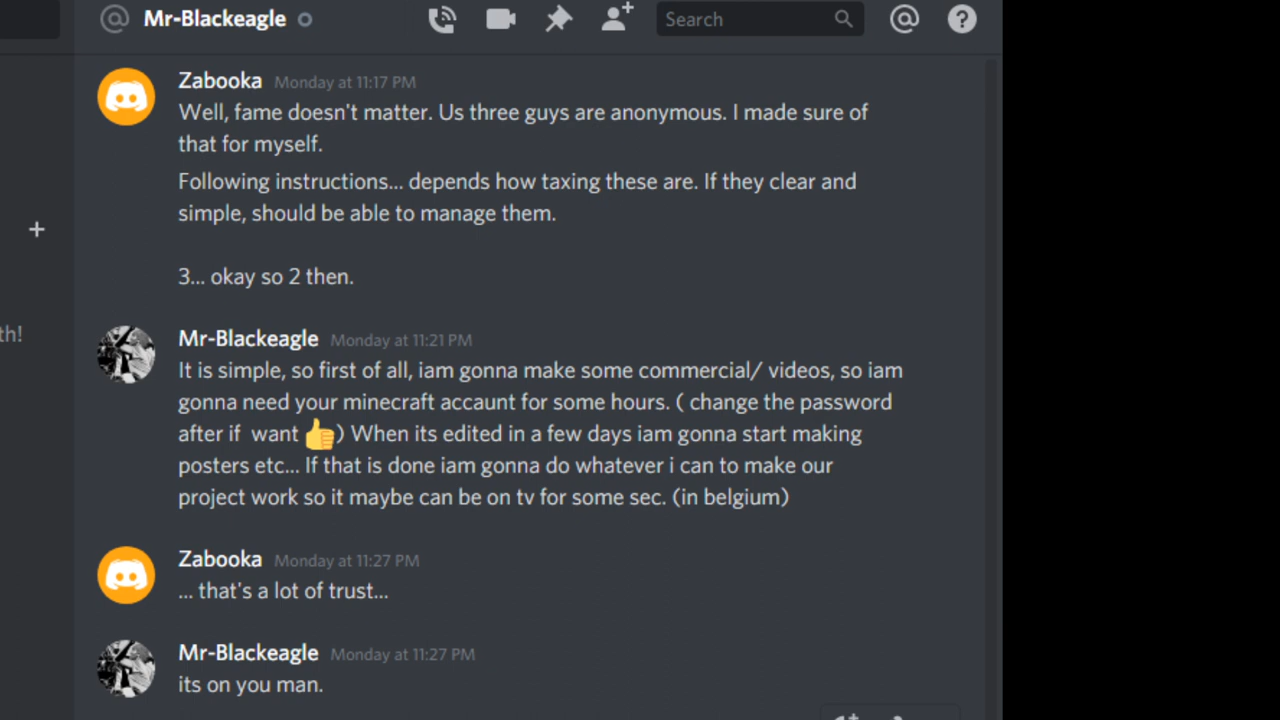 Mr-Blackeagle
Search
Zabooka Monday at 11:17 PM
Well, fame doesn't matter. Us three guys are anonymous. I made sure of
that for myself.
Following instructions... depends how taxing these are. If they clear and
simple, should be able to manage them.
3... okay so 2 then.
th!
Mr-Blackeagle Monday at 11:21 PM
It is simple, so first of all, iam gonna make some commercial/ videos, so iam
gonna need your minecraft accaunt for some hours. ( change the password
after if want 👍) When its edited in a few days iam gonna start making
posters etc... If that is done iam gonna do whatever i can to make our
project work so it maybe can be on tv for some sec. (in belgium)
Zabooka Monday at 11:27 PM
... that's a lot of trust...
Mr-Blackeagle Monday at 11:27 PM
its on you man.